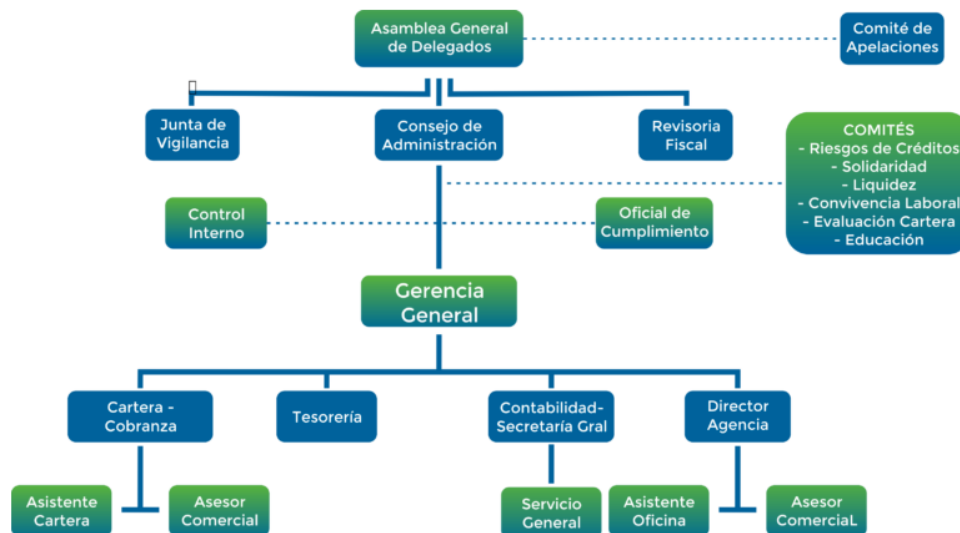 Asamblea General
de Delegados
Comité de
Apelaciones
Junta de
Vigilancia
Consejo de
Administración
Revisoria
Fiscal
COMITÉS
- Riesgos de Créditos
- Solidaridad
- Liquidez
- Convivencia Laboral
- Evaluación Cartera
- Educación
Control
Interno
Oficial de
Cumplimiento
Gerencia
General
Cartera -
Cobranza
Tesorería
Contabilidad-
Secretaría Gral
Director
Agencia
Asistente
Cartera
Asesor
Comercial
Servicio
General
Asistente
Oficina
Asesor
ComerciaL